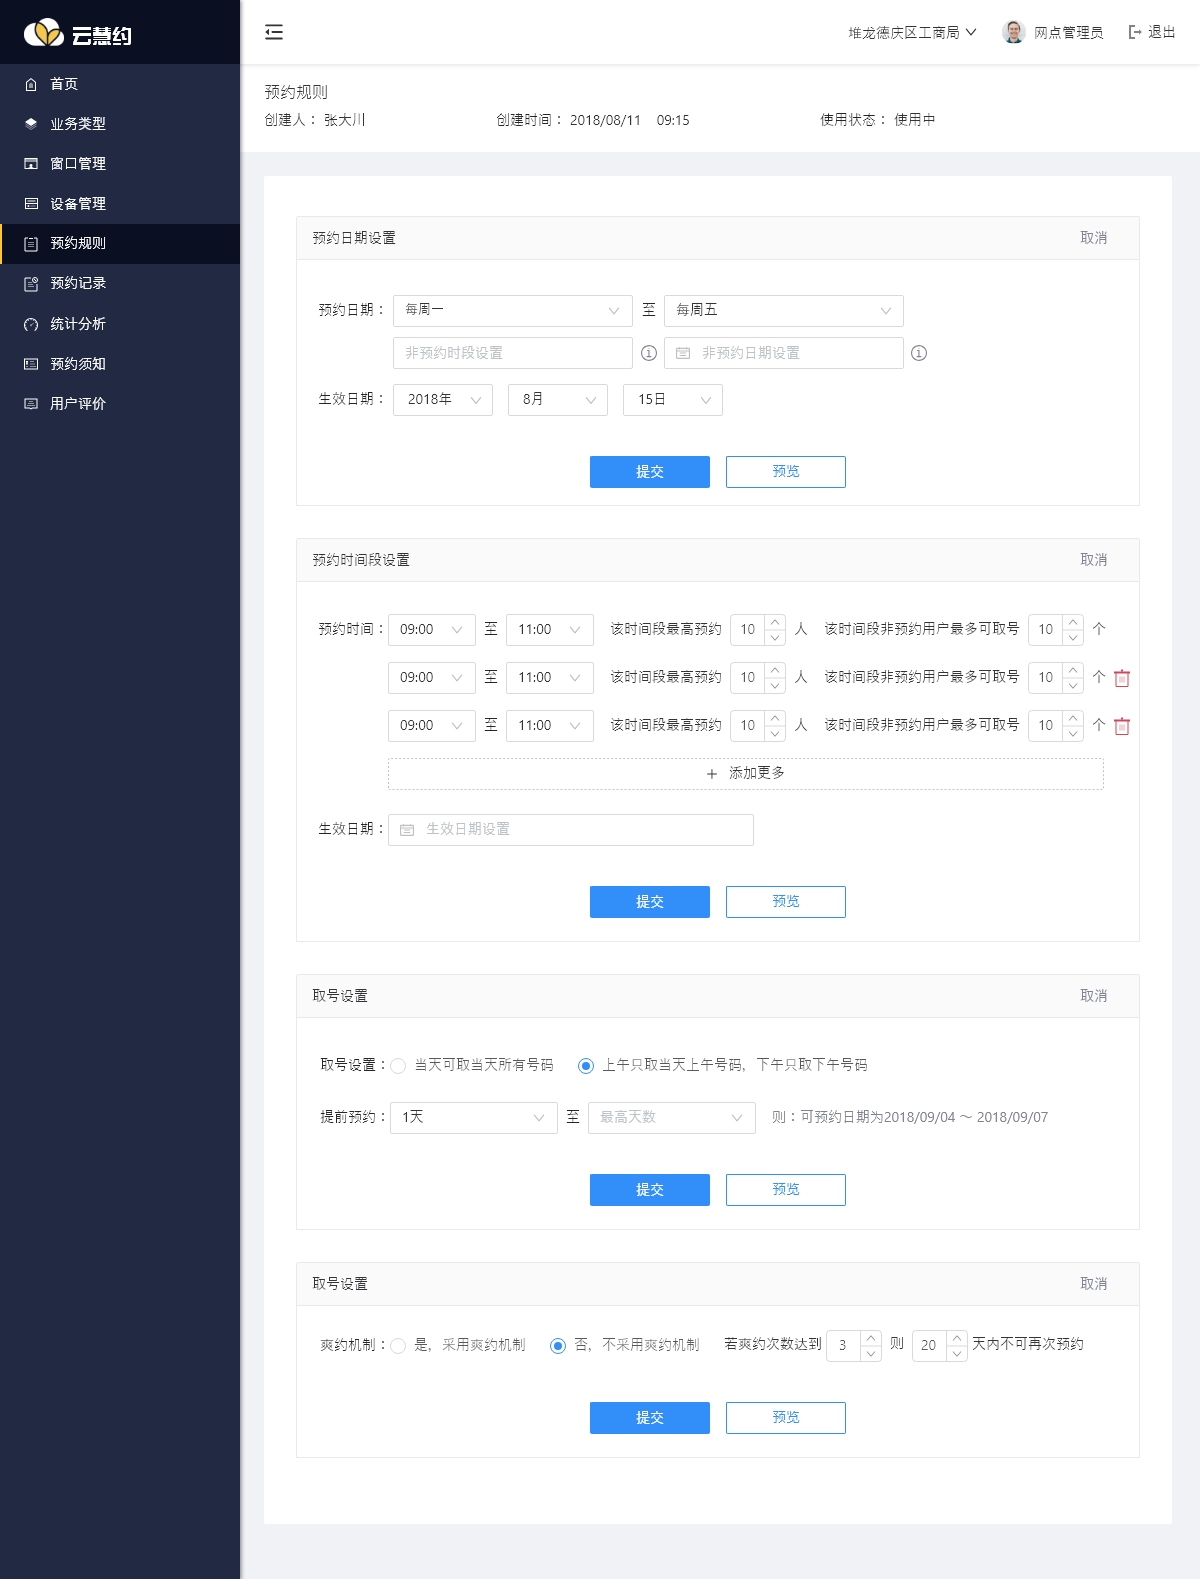 云慧约
堆龙德庆区工商局 网点管理员 退出
首页
业务类型
窗口管理
设备管理
预约规则
预约记录
统计分析
预约须知
用户评价
预约规则
创建人： 张大川 创建时间： 2018/08/11 09:15 使用状态： 使用中
预约日期设置 取消
预约日期： 每周一 至 每周五
非预约时段设置 非预约日期设置
生效日期： 2018年 8月 15日
提交 预览
预约时间段设置 取消
预约时间： 09:00 至 11:00 该时间段最高预约 10 人 该时间段非预约用户最多可取号 10 个
09:00 至 11:00 该时间段最高预约 10 人 该时间段非预约用户最多可取号 10 个
09:00 至 11:00 该时间段最高预约 10 人 该时间段非预约用户最多可取号 10 个
+ 添加更多
生效日期： 生效日期设置
提交 预览
取号设置 取消
取号设置： 当天可取当天所有号码 上午只取当天上午号码，下午只取下午号码
提前预约： 1天 至 最高天数 则：可预约日期为2018/09/04 ～ 2018/09/07
提交 预览
取号设置 取消
爽约机制： 是，采用爽约机制 否，不采用爽约机制 若爽约次数达到 3 则 20 天内不可再次预约
提交 预览